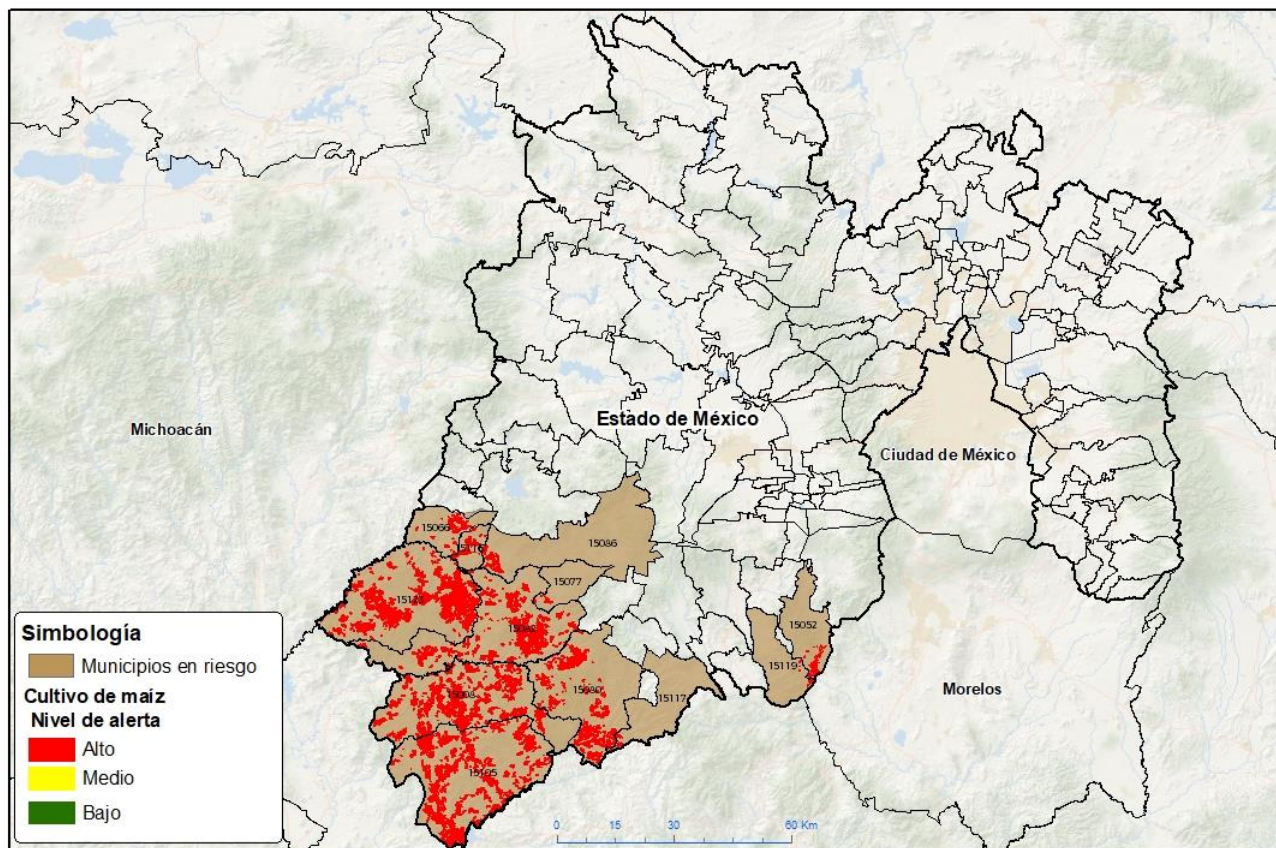 Estado de México
Michoacán
Ciudad de México
15066
15086
15077
15052
15119
Morelos
15117
15105
Simbología
Municipios en riesgo
Cultivo de maíz
Nivel de alerta
Alto
Medio
Bajo
0 15 30 60 Km